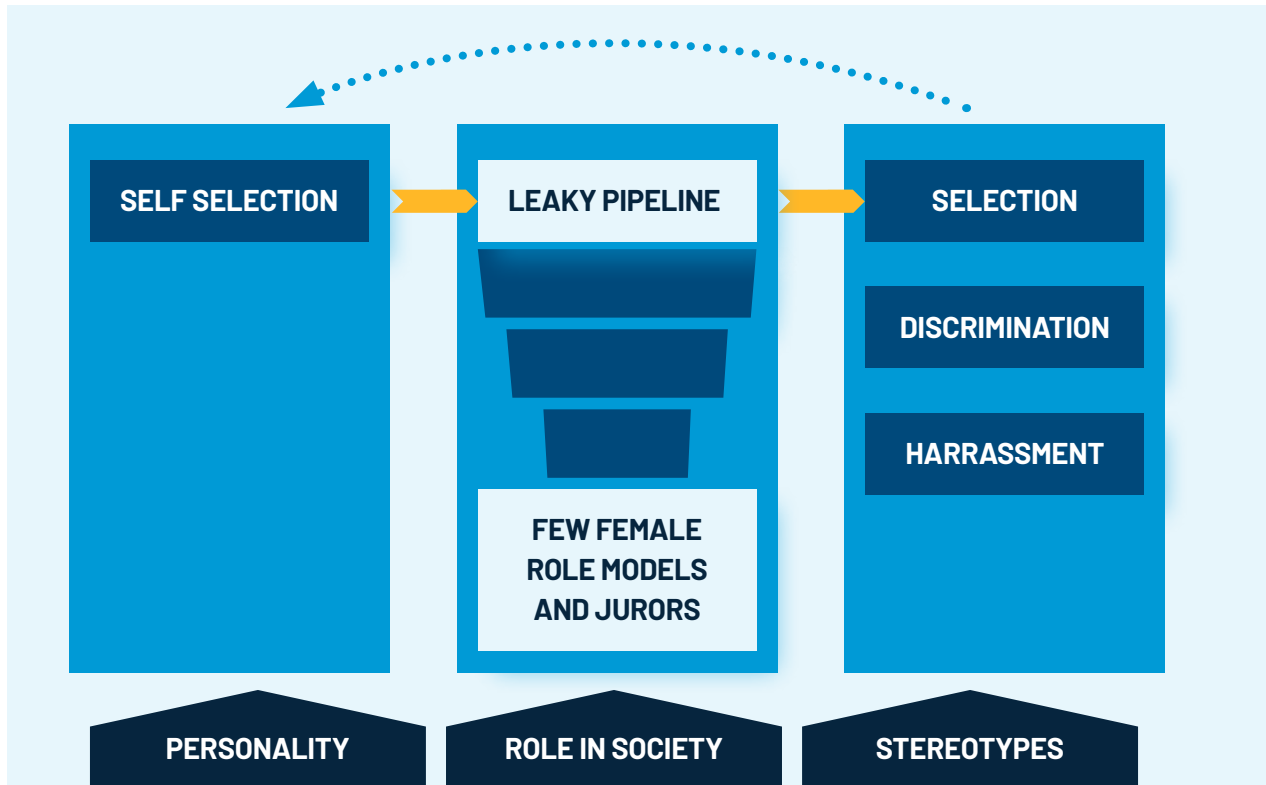 SELF SELECTION
LEAKY PIPELINE
SELECTION
DISCRIMINATION
HARRASSMENT
FEW FEMALE
ROLE MODELS
AND JURORS
PERSONALITY
ROLE IN SOCIETY
STEREOTYPES